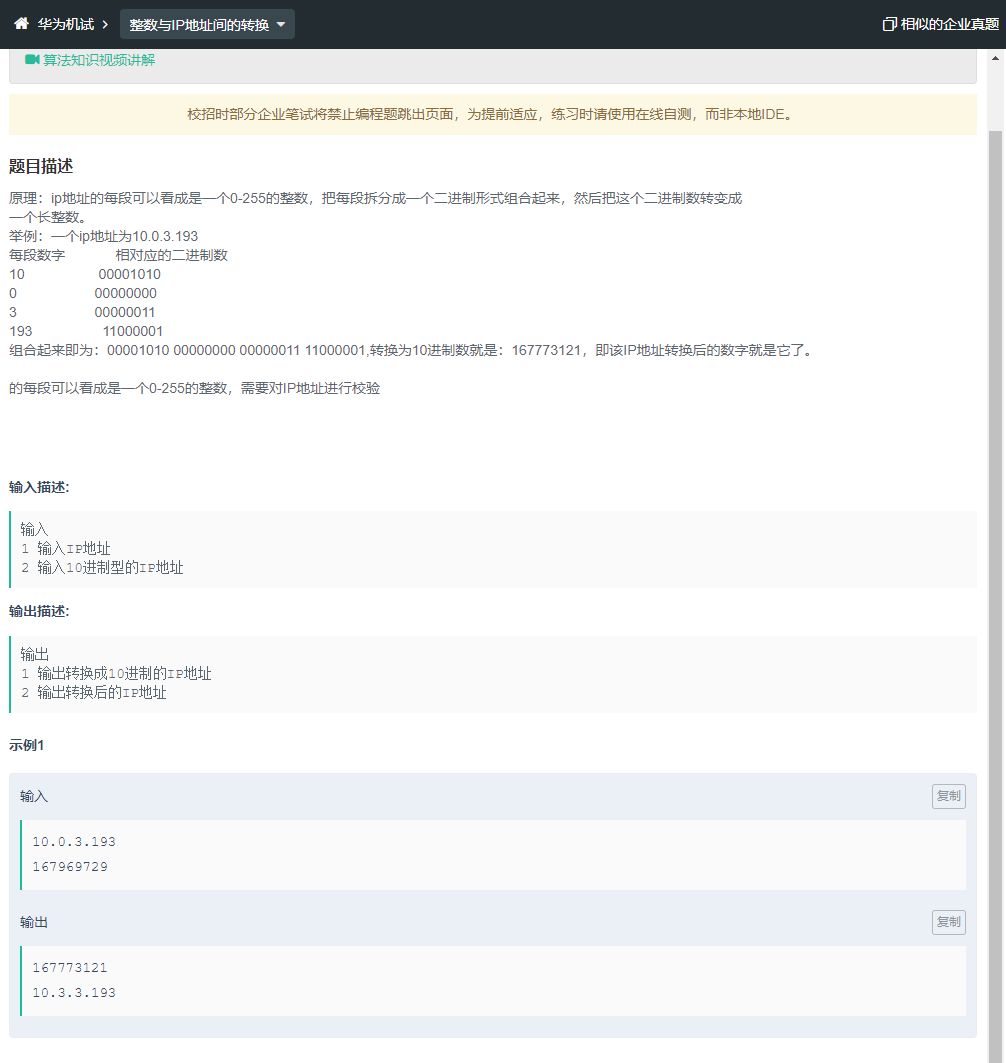 华为机试
整数与IP地址间的转换
相似的企业真题
算法知识视频讲解
校招时部分企业笔试将禁止编程题跳出页面，为提前适应，练习时请使用在线自测，而非本地IDE。
题目描述
原理：ip地址的每段可以看成是一个0-255的整数，把每段拆分成一个二进制形式组合起来，然后把这个二进制数转变成
一个长整数。
举例：一个ip地址为10.0.3.193
每段数字 相对应的二进制数
10 00001010
0 00000000
3 00000011
193 11000001
组合起来即为：00001010 00000000 00000011 11000001,转换为10进制数就是：167773121，即该IP地址转换后的数字就是它了。
的每段可以看成是一个0-255的整数，需要对IP地址进行校验
输入描述:
输入
1 输入IP地址
2 输入10进制型的IP地址
输出描述:
输出
1 输出转换成10进制的IP地址
2 输出转换后的IP地址
示例1
输入
复制
10.0.3.193
167969729
输出
复制
167773121
10.3.3.193